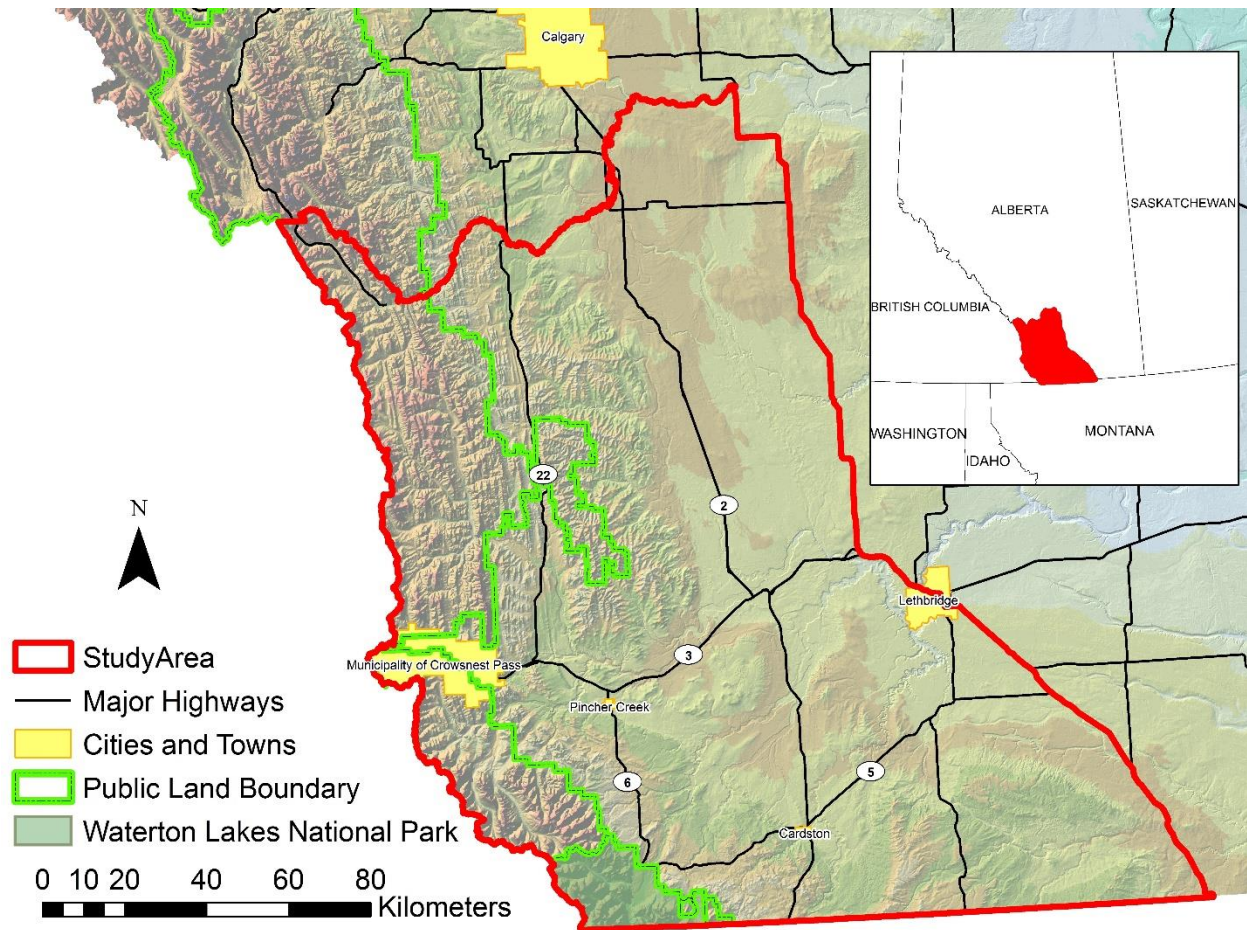 Calgary
ALBERTA
SASKATCHEWAN
BRITISH COLUMBIA
WASHINGTON
IDAHO
MONTANA
22
2
N
Lethbridge
3
Municipality of Crowsnest Pass
Pincher Creek
5
6
Cardston
StudyArea
Major Highways
Cities and Towns
Public Land Boundary
Waterton Lakes National Park
0 10 20 40 60 80
Kilometers